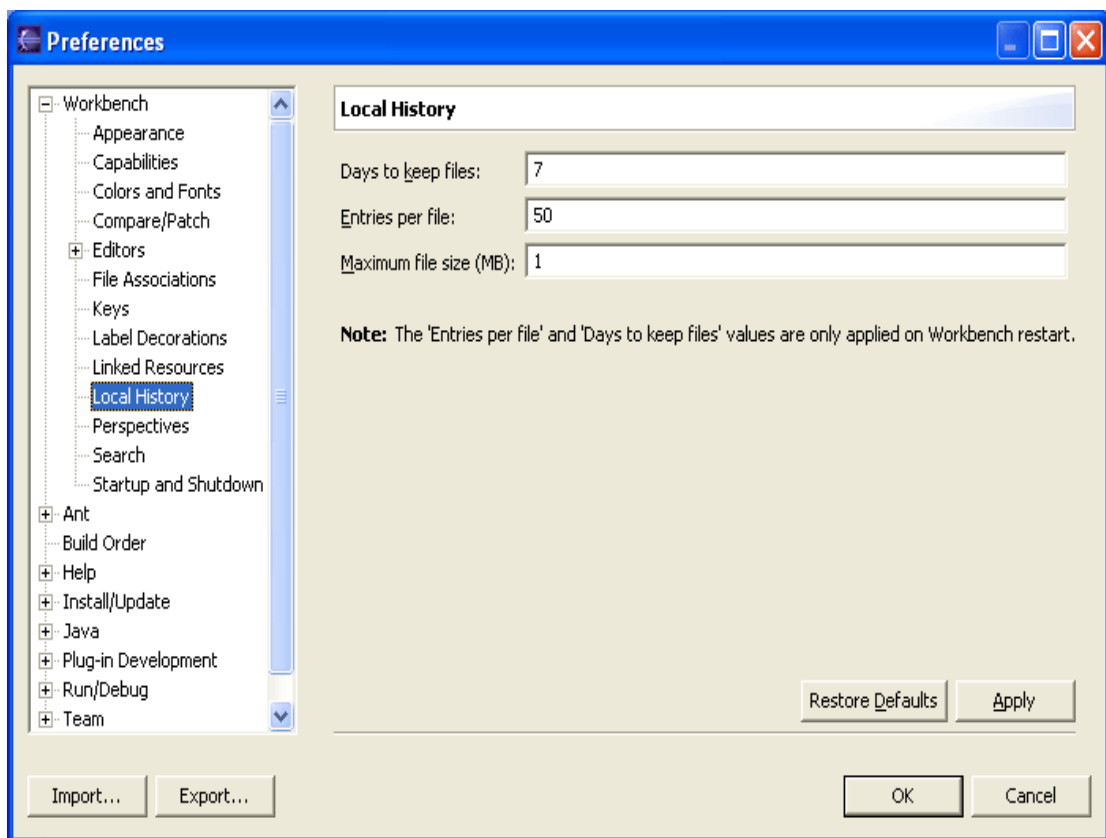 Preferences
Workbench
Appearance
Capabilities
Colors and Fonts
Compare/Patch
Editors
File Associations
Keys
Label Decorations
Linked Resources
Local History
Perspectives
Search
Startup and Shutdown
Ant
Build Order
Help
Install/Update
Java
Plug-in Development
Run/Debug
Team
Local History
Days to keep files: 7
Entries per file: 50
Maximum file size (MB): 1
Note: The 'Entries per file' and 'Days to keep files' values are only applied on Workbench restart.
Restore Defaults Apply
Import... Export... OK Cancel